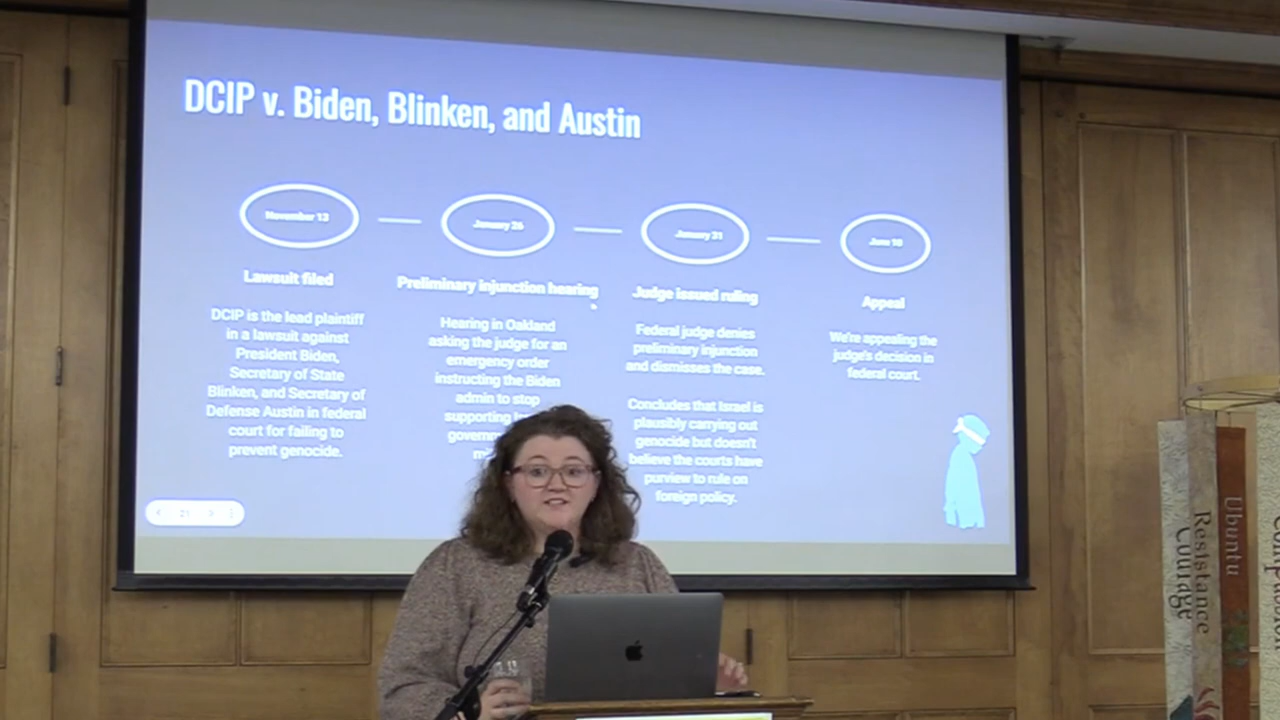 DCIP v. Biden, Blinken, and Austin
November 13
Lawsuit filed
DCIP is the lead plaintiff
in a lawsuit against
President Biden,
Secretary of State
Blinken, and Secretary of
Defense Austin in federal
court for failing to
prevent genocide.
January 26
Preliminary injunction hearing
Hearing in Oakland
asking the judge for an
emergency order
instructing the Biden
admin to stop
supporting
January 31
Judge issued ruling
Federal judge denies
preliminary injunction
and dismisses the case.
Concludes that Israel is
plausibly carrying out
genocide but doesn't
believe the courts have
purview to rule on
foreign policy.
June 10
Appeal
We're appealing the
judge's decision in
federal court.
21
Courage
Resistance
Ubuntu